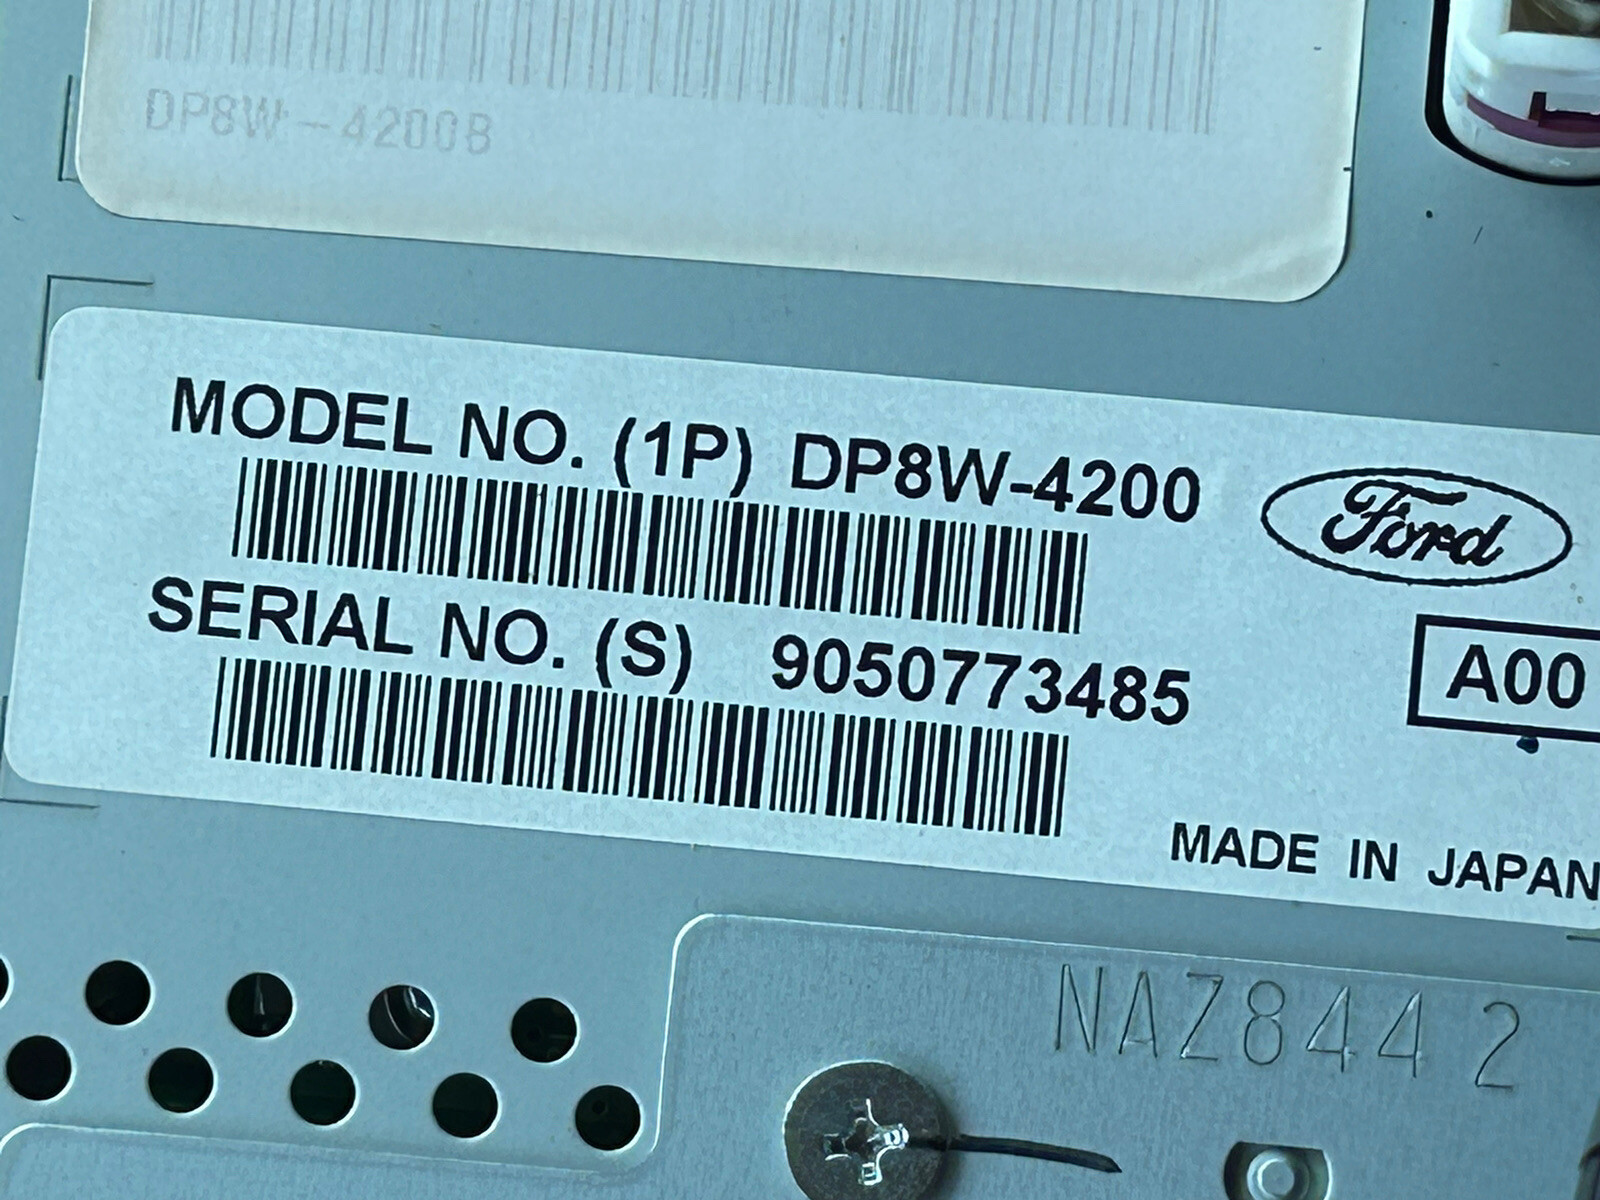 DP8W-4200B
MODEL NO. (1P) DP8W-4200
Ford
SERIAL NO. (S) 9050773485
A00
MADE IN JAPAN
NAZ844 2